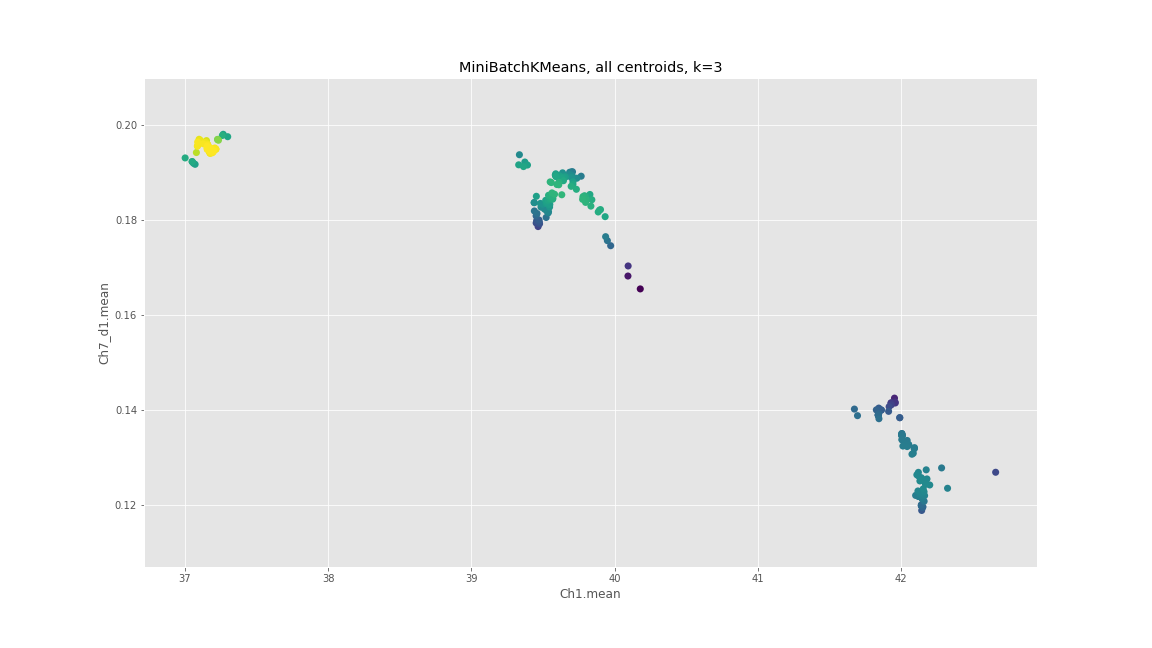 MiniBatchKMeans, all centroids, k=3
0.20
0.18
0.16
0.14
0.12
Ch7_d1.mean
37 38 39 40 41 42
Ch1.mean